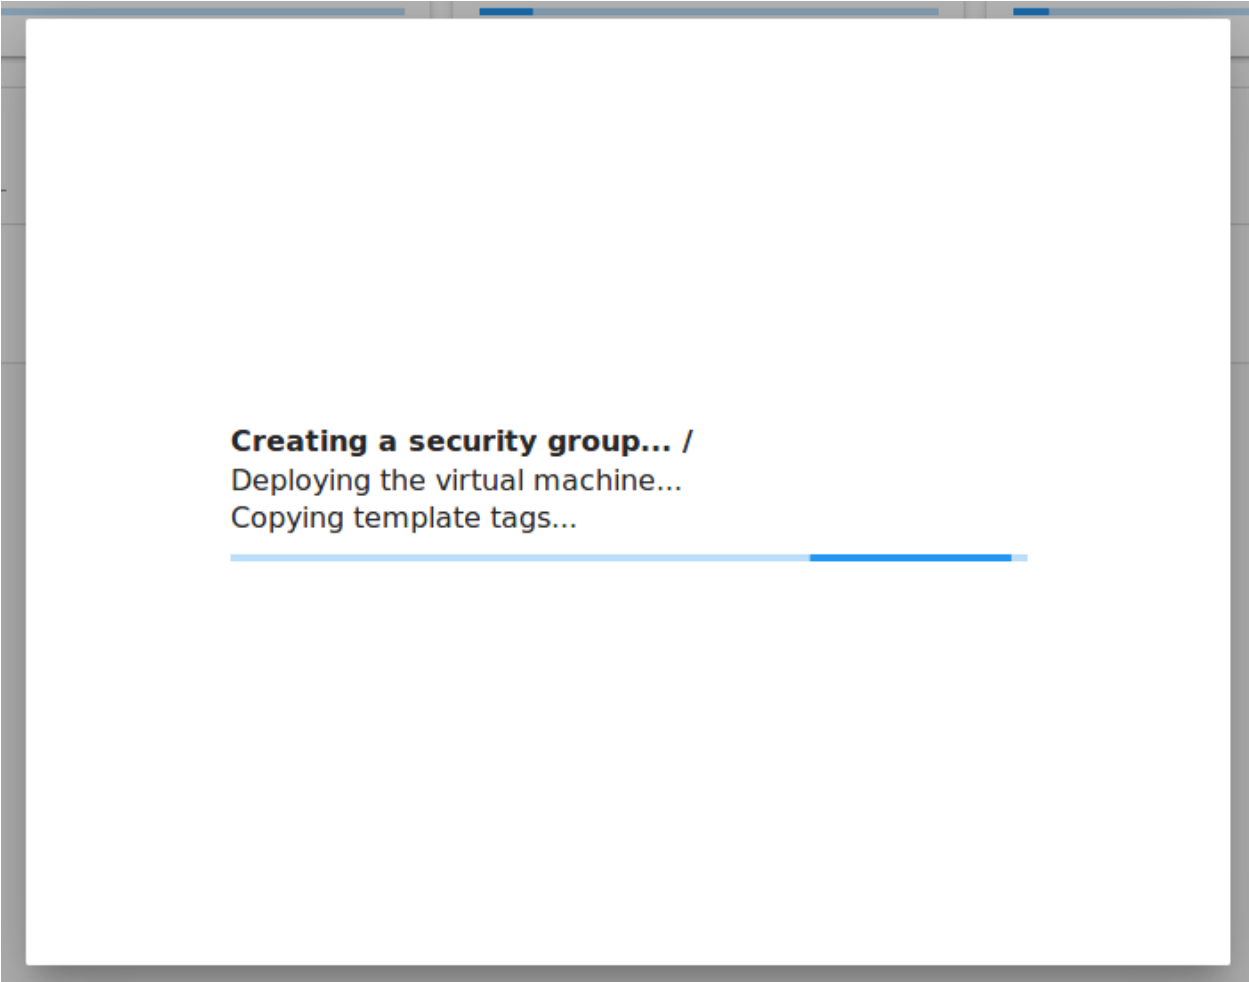 Creating a security group... /
Deploying the virtual machine...
Copying template tags...